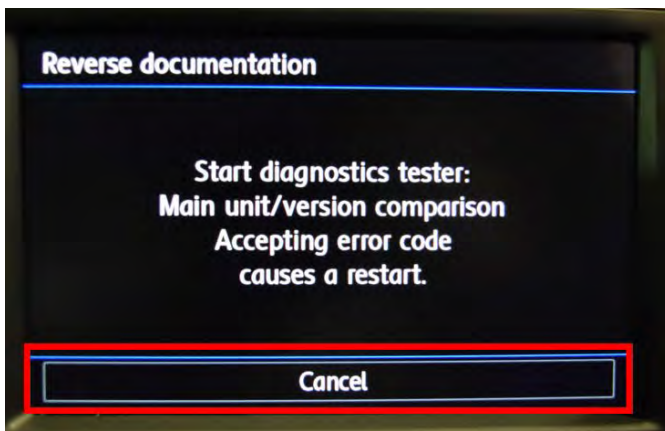 Reverse documentation
Start diagnostics tester:
Main unit/version comparison
Accepting error code
causes a restart.
Cancel